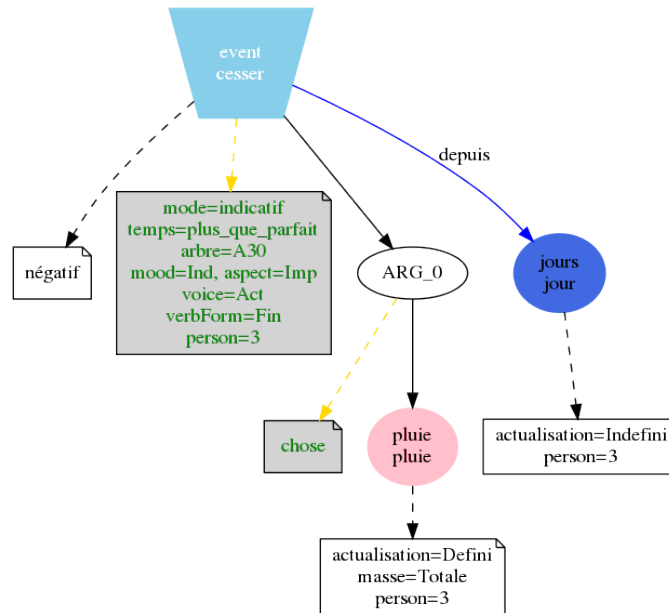 event
cesser
depuis
négatif
mode=indicatif
temps=plus_que_parfait
arbre=A30
mood=Ind, aspect=Imp
voice=Act
verbForm=Fin
person=3
ARG_0
jours
jour
chose
pluie
pluie
actualisation=Indefini
person=3
actualisation=Defini
masse=Totale
person=3